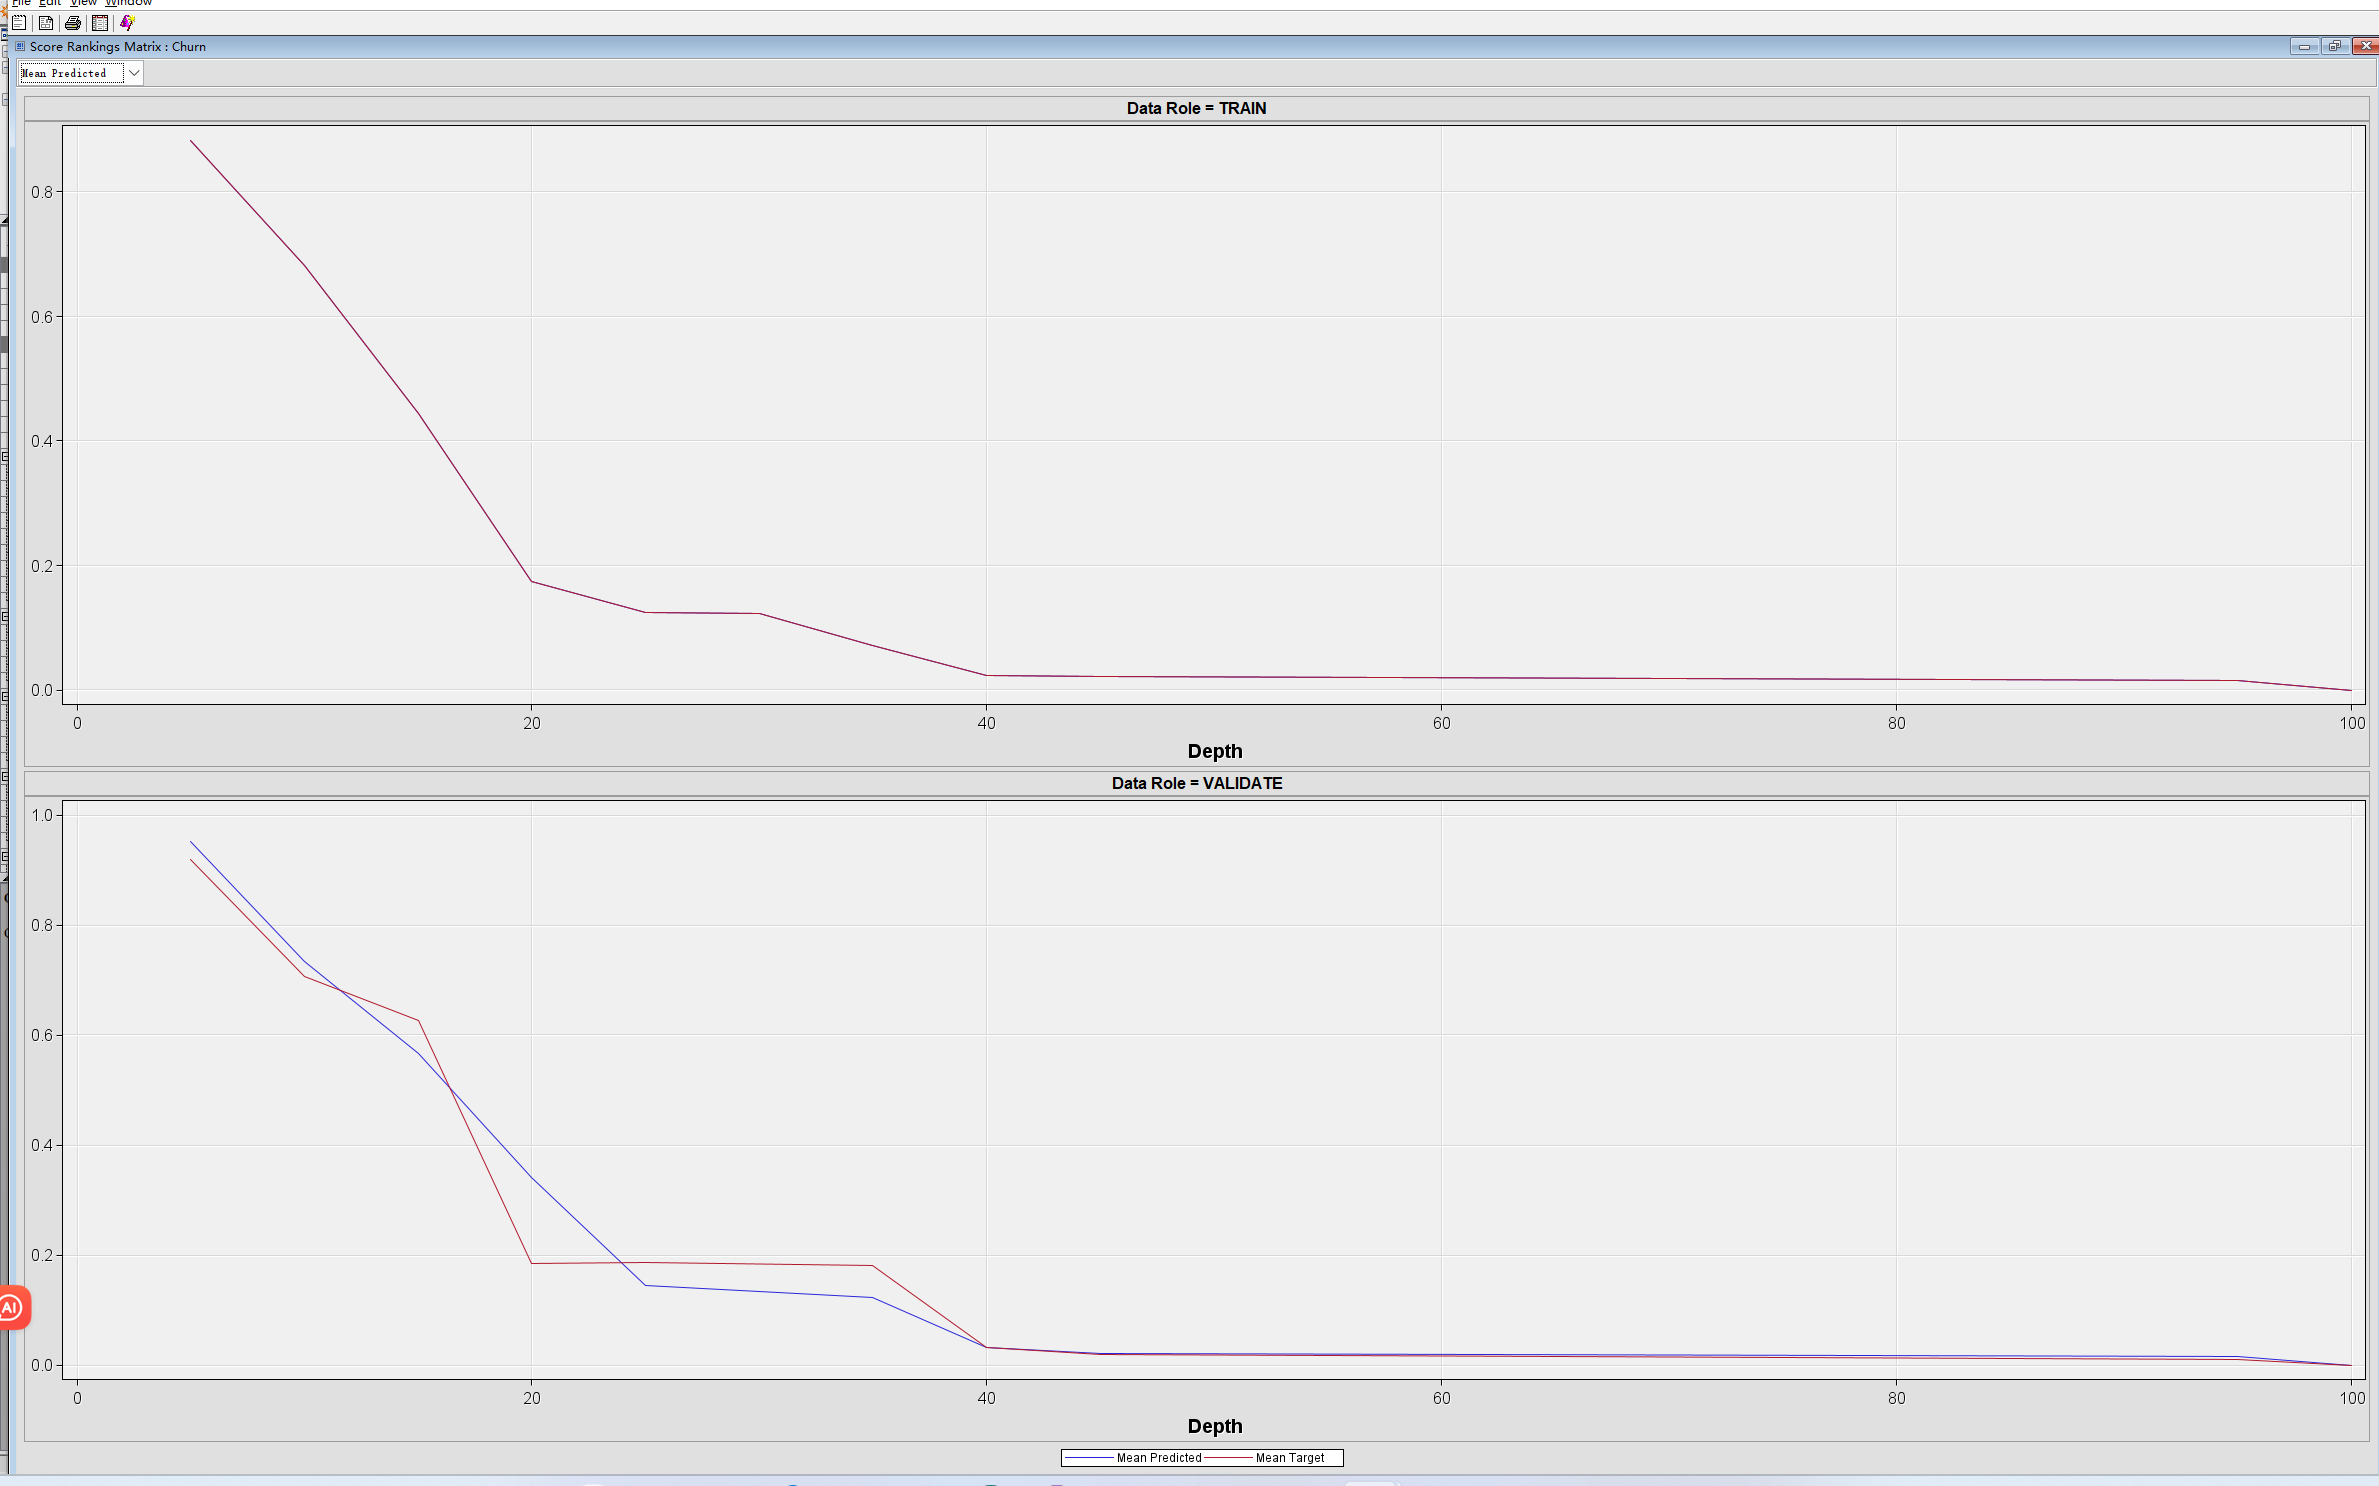 File Edit View Window
Score Rankings Matrix : Churn
Mean Predicted
Data Role = TRAIN
0.8
0.6
0.4
0.2
0.0
0 20 40 60 80 100
Depth
Data Role = VALIDATE
1.0
0.8
0.6
0.4
0.2
0.0
0 20 40 60 80 100
Depth
AI
Mean Predicted Mean Target